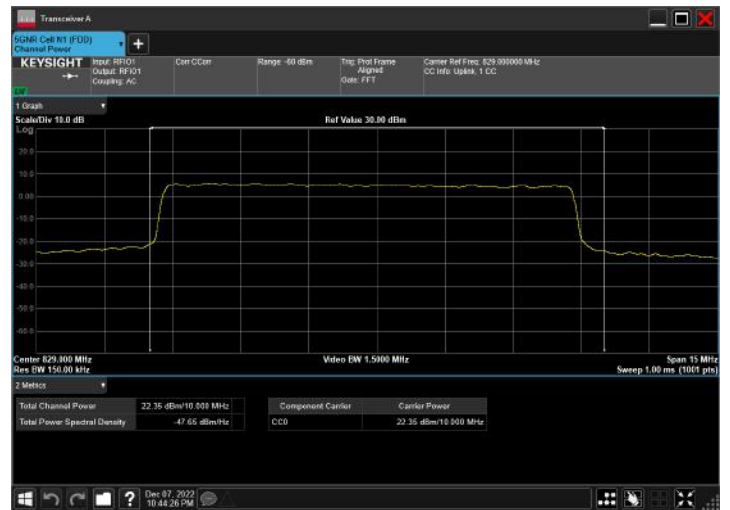 Transceiver A
5GNR Cell N1 (FDD)
Channel Power
+
KEYSIGHT
Input: RFIO1
Output: RFIO1
Coupling: AC
Corr CCorr
Range: -60 dBm
Trig: Prot Frame
Aligned
Gate: FFT
Carrier Ref Freq: 829.000000 MHz
CC Info: Uplink, 1 CC
1 Graph
Scale/Div 10.0 dB
Ref Value 30.00 dBm
Log
20.0
10.0
0.00
-10.0
-20.0
-30.0
-40.0
-50.0
-60.0
Center 829.000 MHz
Video BW 1.5000 MHz
Span 15 MHz
Res BW 150.00 kHz
Sweep 1.00 ms (1001 pts)
2 Metrics
Total Channel Power
22.35 dBm/10.000 MHz
Component Carrier
Carrier Power
Total Power Spectral Density
-47.65 dBm/Hz
CC0
22.35 dBm/10.000 MHz
?
Dec 07, 2022
10:44:26 PM